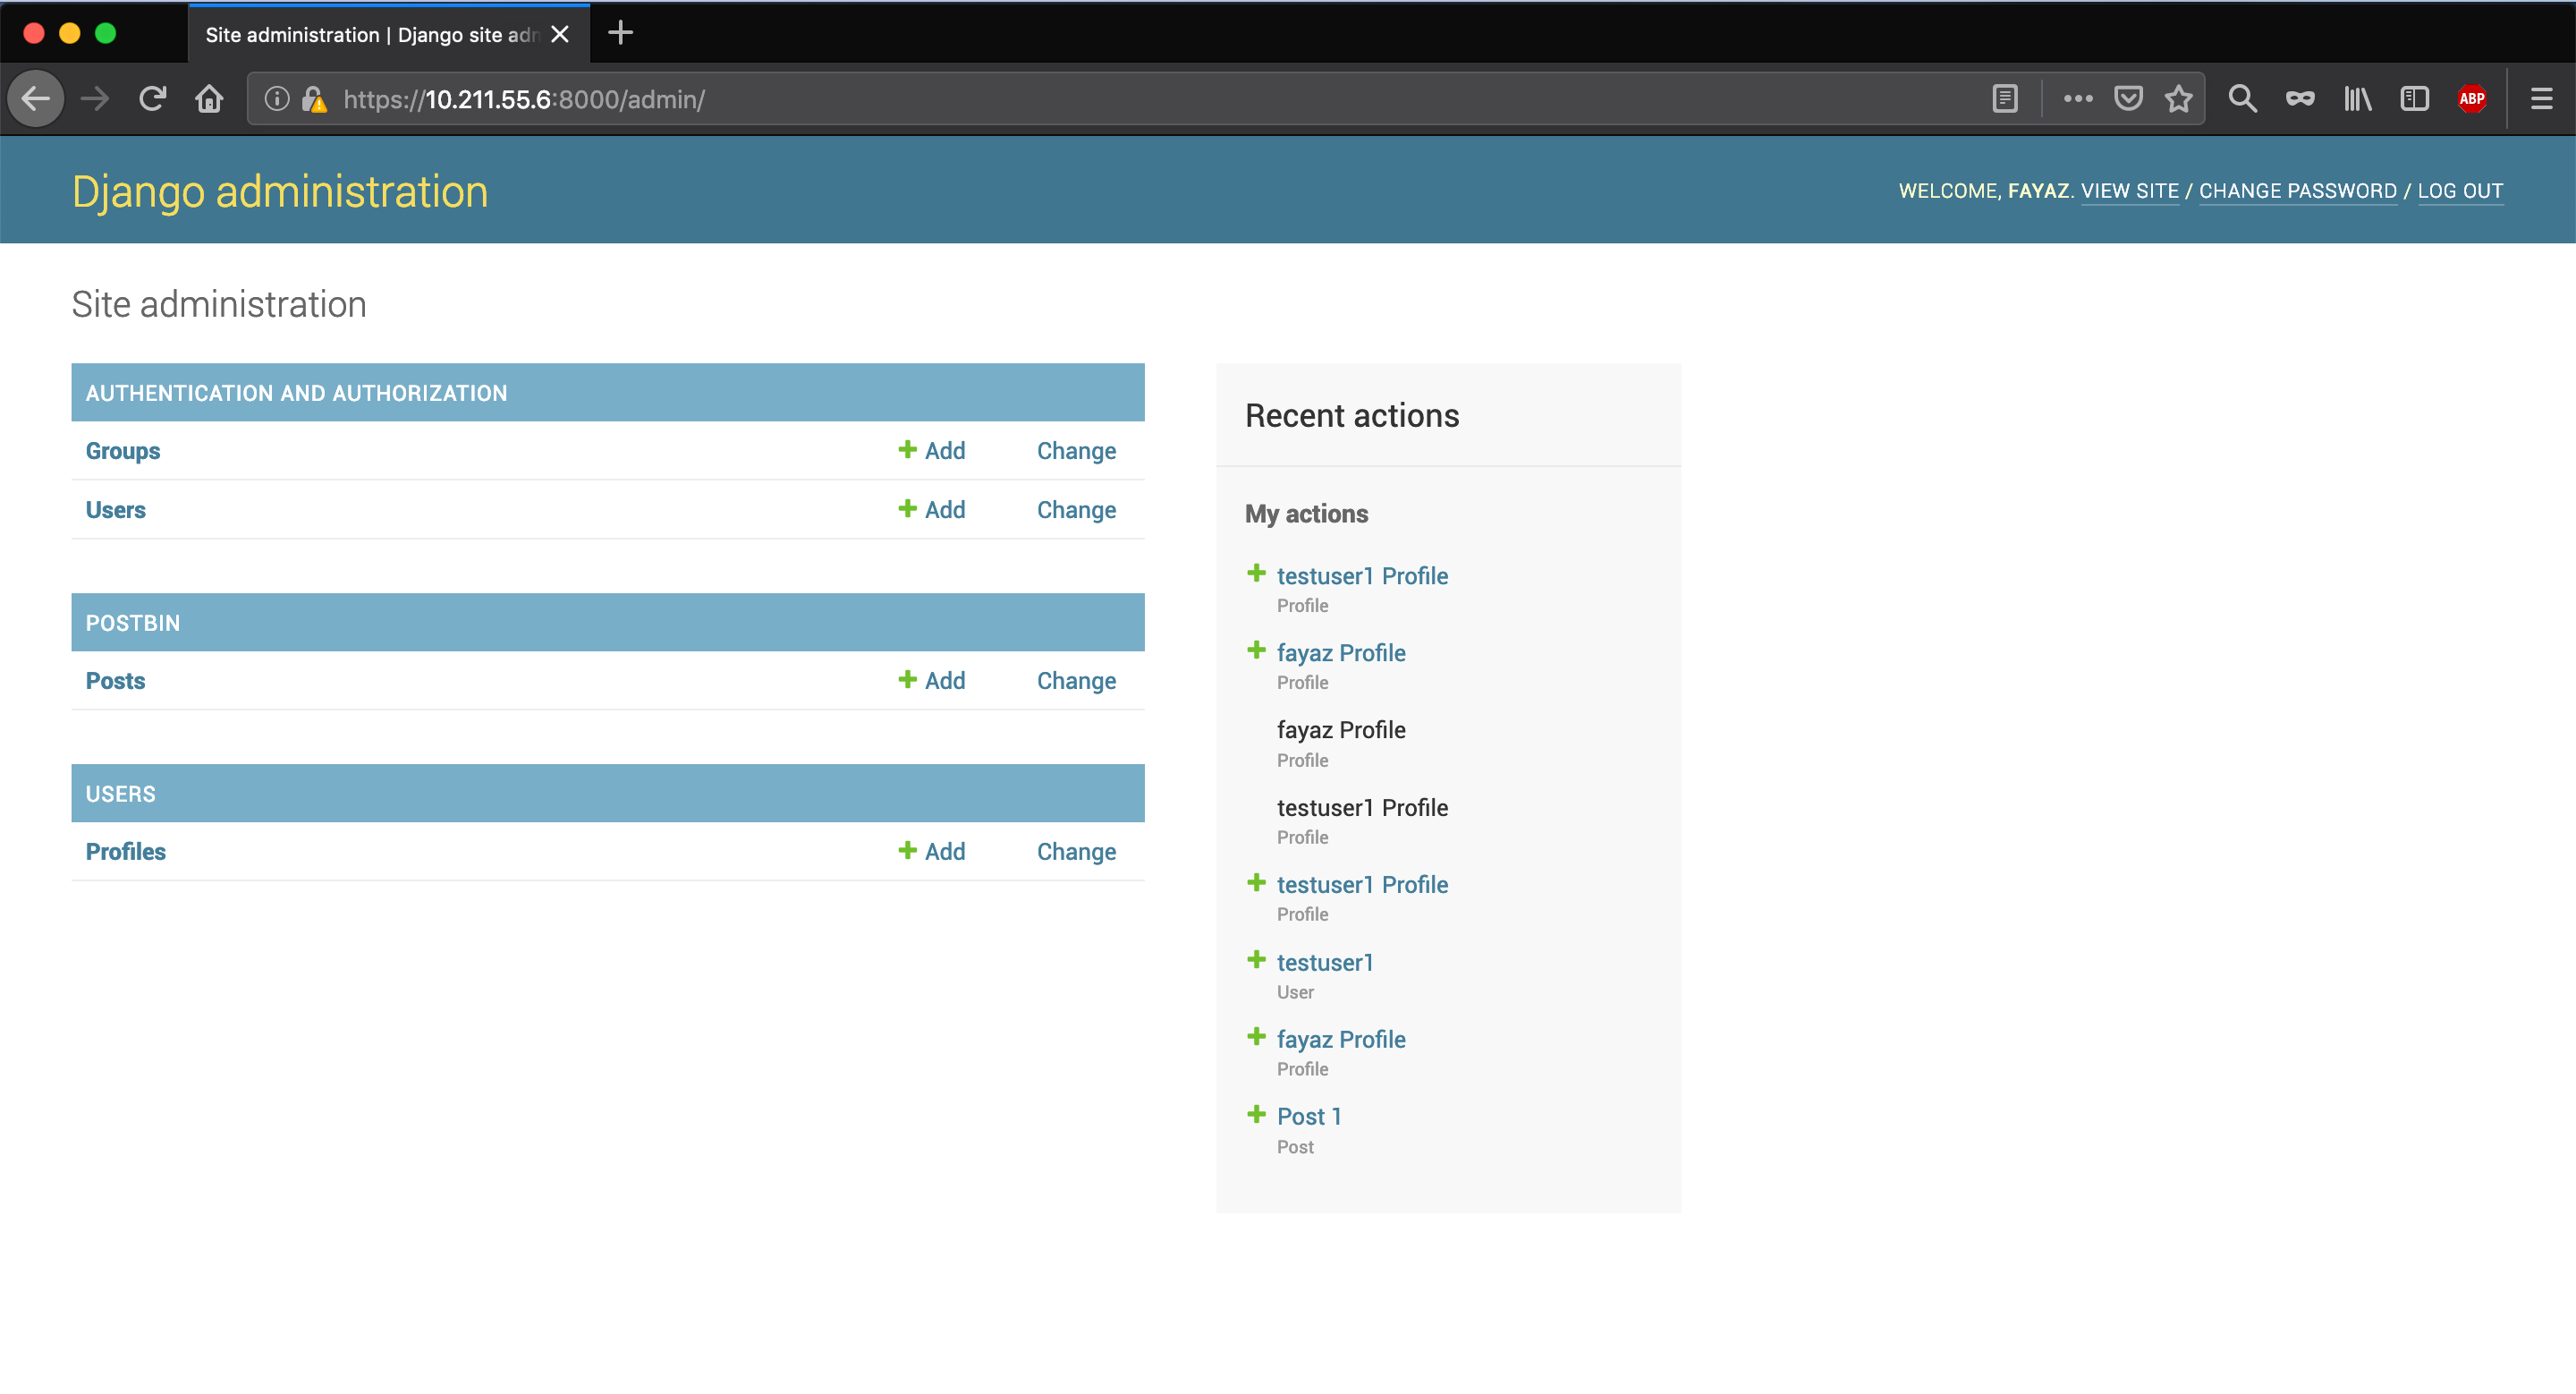 Site administration | Django site adm
https://10.211.55.6:8000/admin/
ABP
Django administration
WELCOME, FAYAZ. VIEW SITE / CHANGE PASSWORD / LOG OUT
Site administration
AUTHENTICATION AND AUTHORIZATION
Groups Add Change
Users Add Change
POSTBIN
Posts Add Change
USERS
Profiles Add Change
Recent actions
My actions
testuser1 Profile
Profile
fayaz Profile
Profile
fayaz Profile
Profile
testuser1 Profile
Profile
testuser1 Profile
Profile
testuser1
User
fayaz Profile
Profile
Post 1
Post